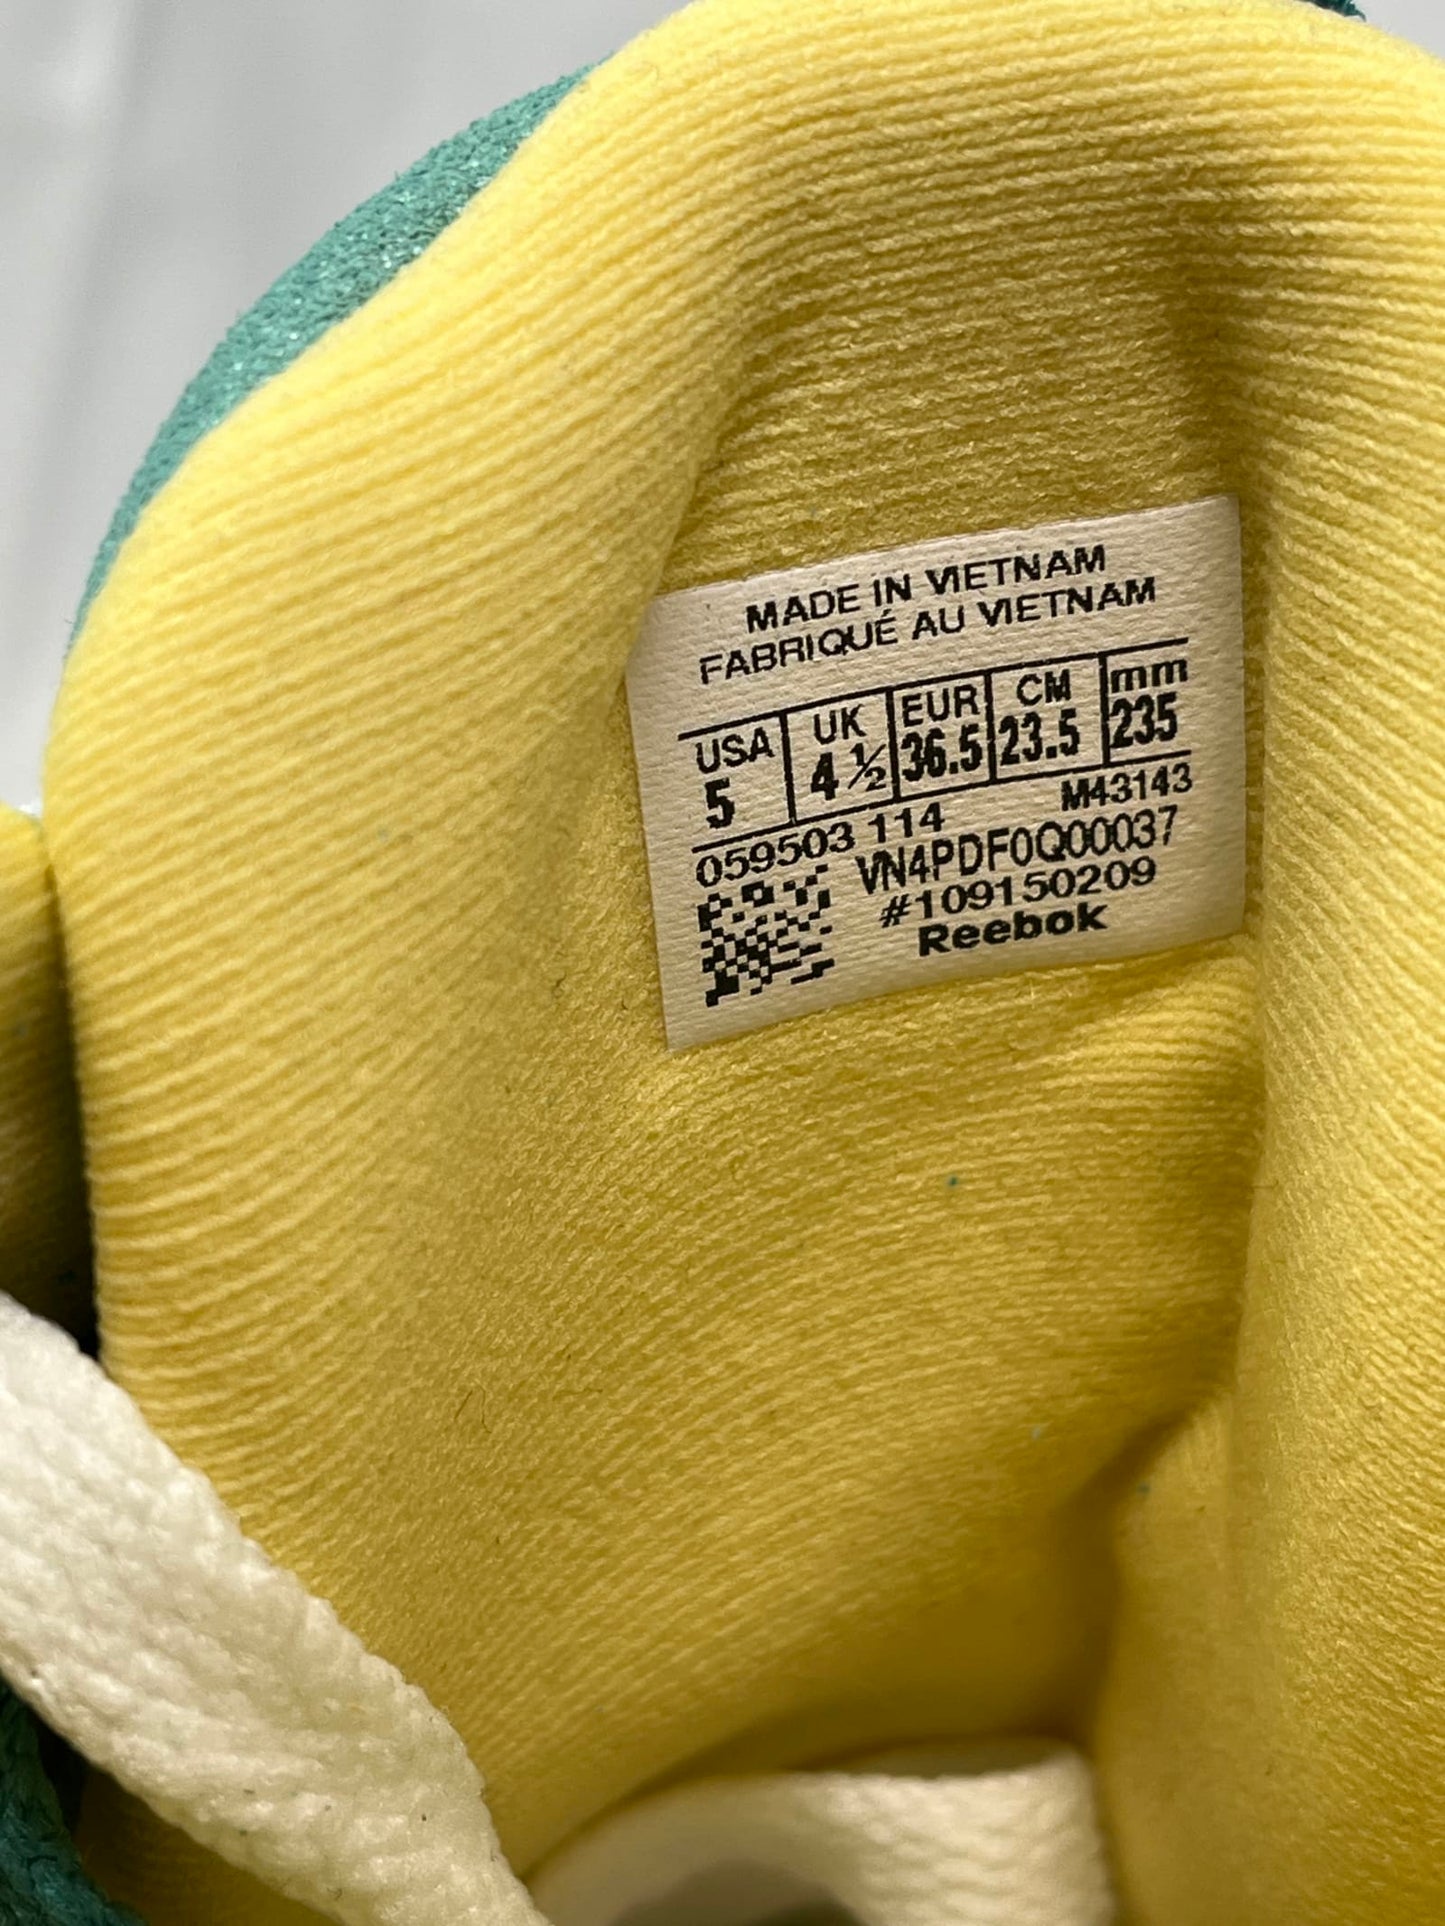 MADE IN VIETNAM
FABRIQUÉ AU VIETNAM
USA UK EUR CM mm
5 4 ½ 36.5 23.5 235
059503 114 M43143
VN4PDF0Q00037
#109150209
Reebok